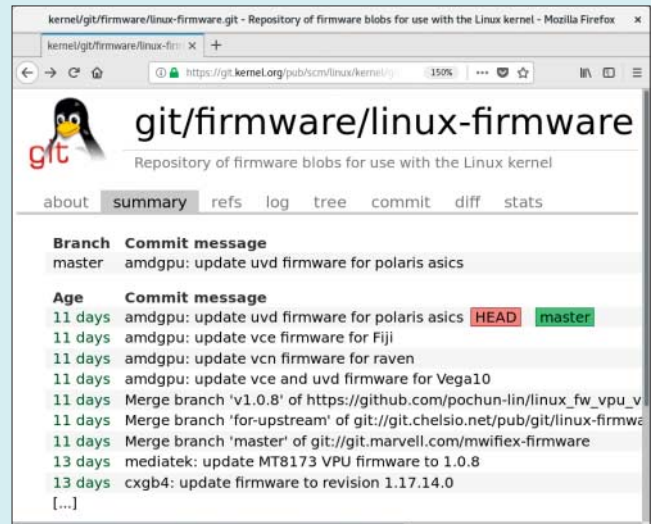 kernel/git/firmware/linux-firmware.git - Repository of firmware blobs for use with the Linux kernel - Mozilla Firefox ×
kernel/git/firmware/linux-firm × +
https://git.kernel.org/pub/scm/linux/kernel/g 150%
git git/firmware/linux-firmware
Repository of firmware blobs for use with the Linux kernel
about summary refs log tree commit diff stats
Branch Commit message
master amdgpu: update uvd firmware for polaris asics
Age Commit message
11 days amdgpu: update uvd firmware for polaris asics HEAD master
11 days amdgpu: update vce firmware for Fiji
11 days amdgpu: update vcn firmware for raven
11 days amdgpu: update vce and uvd firmware for Vega10
11 days Merge branch 'v1.0.8' of https://github.com/pochun-lin/linux_fw_vpu_v
11 days Merge branch 'for-upstream' of git://git.chelsio.net/pub/git/linux-firmwa
11 days Merge branch 'master' of git://git.marvell.com/mwifiex-firmware
13 days mediatek: update MT8173 VPU firmware to 1.0.8
13 days cxgb4: update firmware to revision 1.17.14.0
[...]